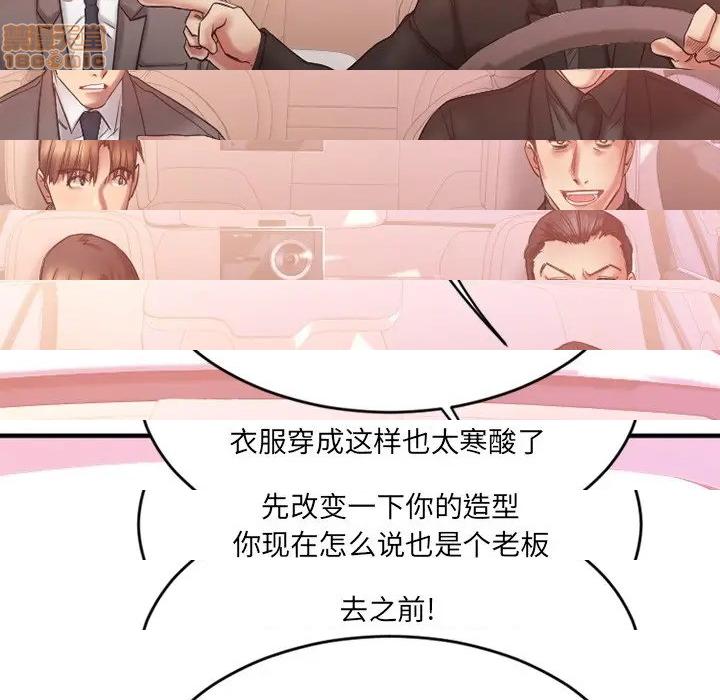 衣服穿成这样也太寒酸了
先改变一下你的造型
你现在怎么说也是个老板
去之前!